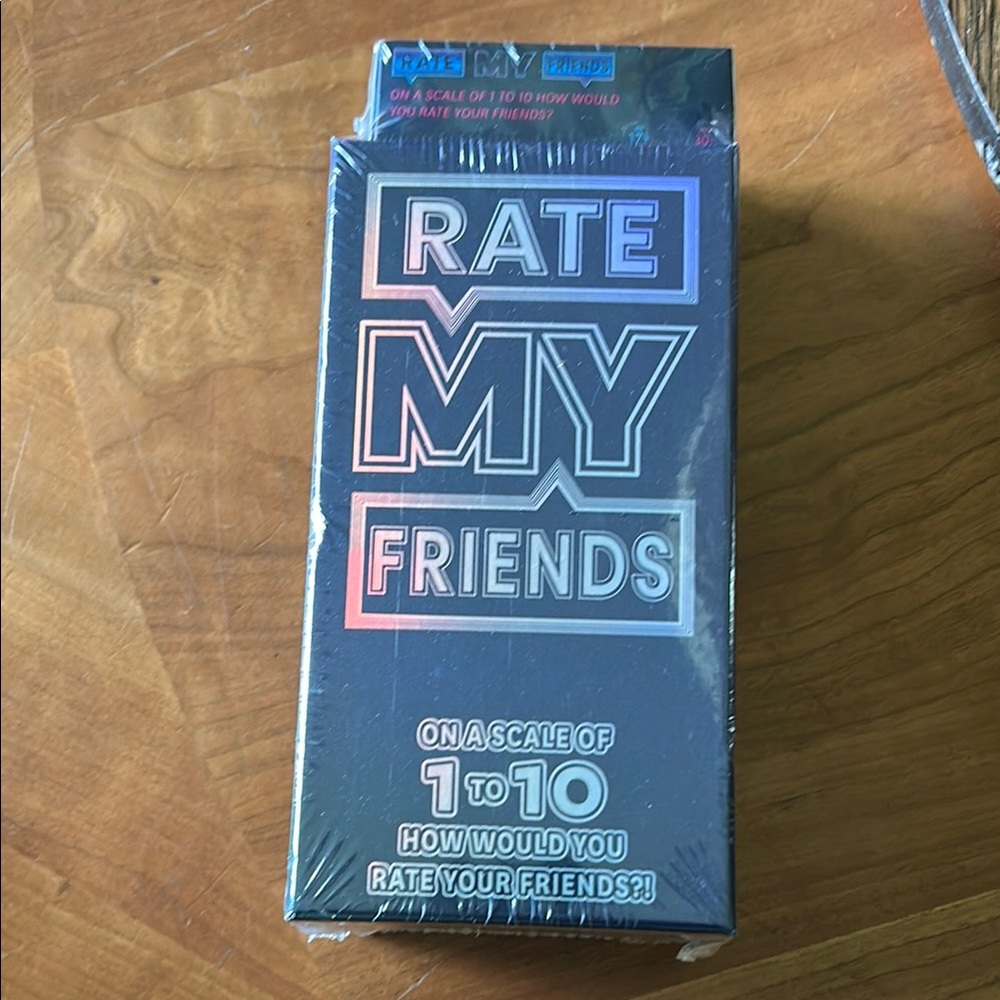 RATE MY FRIENDS
ON A SCALE OF 1 TO 10 HOW WOULD
YOU RATE YOUR FRIENDS?
RATE
MY
FRIENDS
ON A SCALE OF
1 TO 10
HOW WOULD YOU
RATE YOUR FRIENDS?!